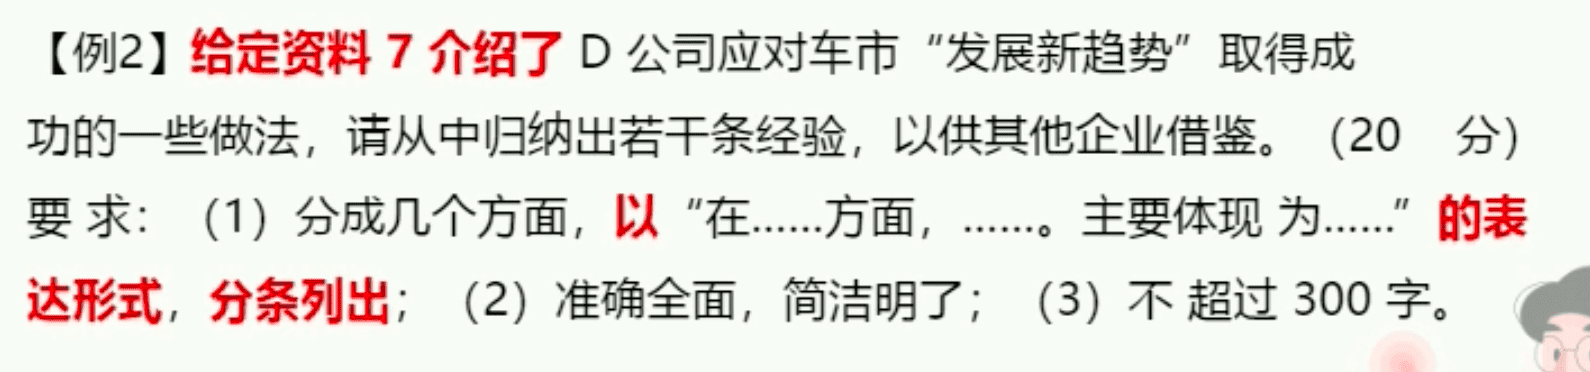 【例2】给定资料 7 介绍了 D 公司应对车市“发展新趋势”取得成
功的一些做法，请从中归纳出若干条经验，以供其他企业借鉴。（20 分）
要 求：（1）分成几个方面，以“在……方面，……。主要体现 为……”的表
达形式，分条列出；（2）准确全面，简洁明了；（3）不 超过 300 字。